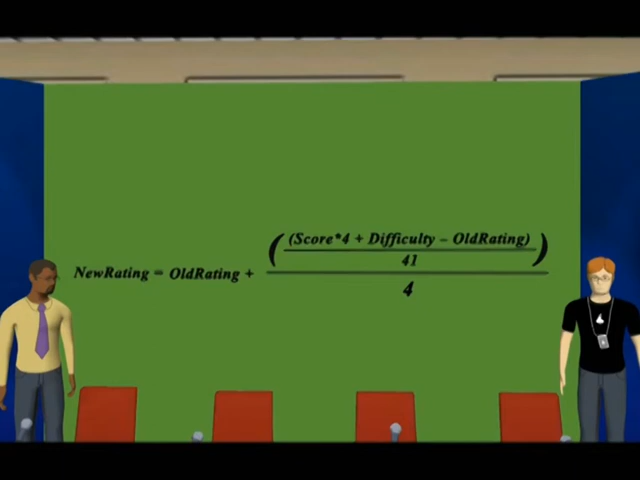 (Score*4 + Difficulty – OldRating)
41
NewRating = OldRating + ( )
4